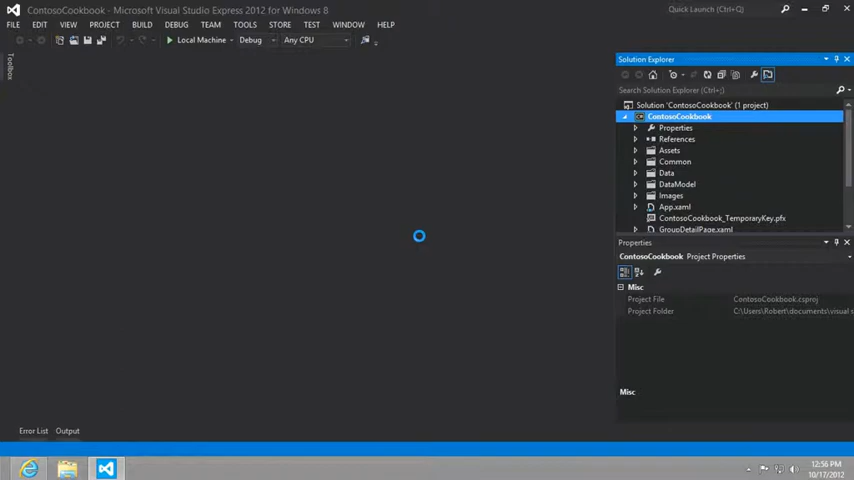 ContosoCookbook - Microsoft Visual Studio Express 2012 for Windows 8
Quick Launch (Ctrl+Q)
FILE EDIT VIEW PROJECT BUILD DEBUG TEAM TOOLS STORE TEST WINDOW HELP
Local Machine Debug Any CPU
Toolbox
Solution Explorer
Search Solution Explorer (Ctrl+;)
Solution 'ContosoCookbook' (1 project)
C# ContosoCookbook
Properties
References
Assets
Common
Data
DataModel
Images
App.xaml
ContosoCookbook_TemporaryKey.pfx
GroupDetailPage.xaml
Properties
ContosoCookbook Project Properties
Misc
Project File ContosoCookbook.csproj
Project Folder C:\Users\Robert\documents\visual s
Misc
Error List Output
12:56 PM
10/17/2012